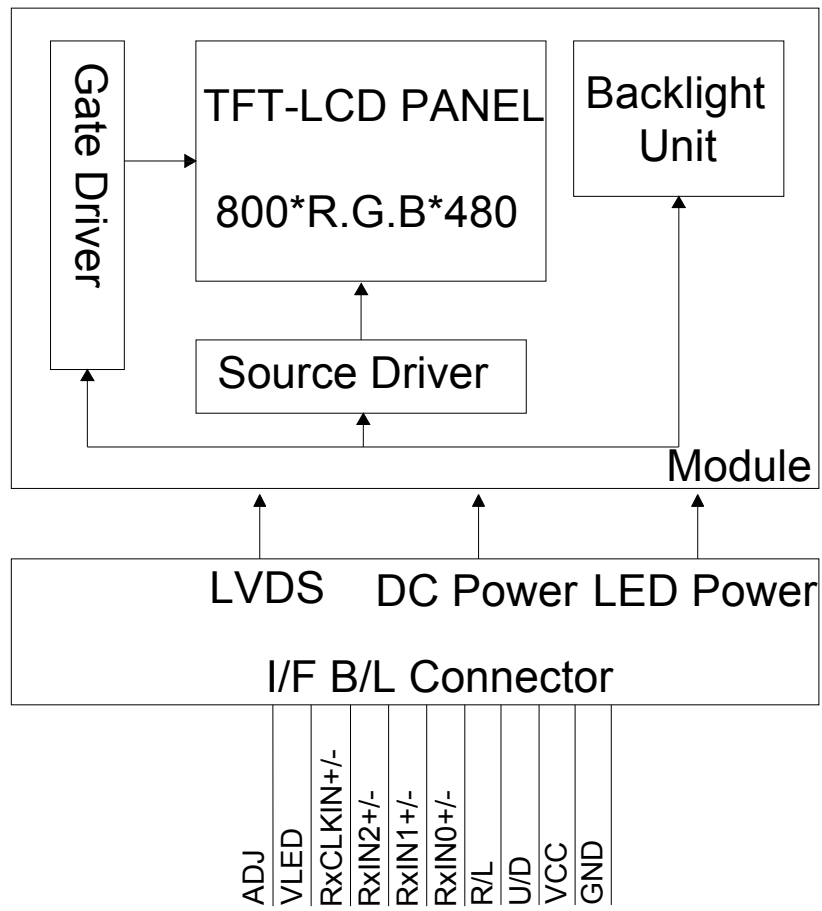 Gate Driver
TFT-LCD PANEL
800*R.G.B*480
Backlight
Unit
Source Driver
Module
LVDS
DC Power
LED Power
I/F B/L Connector
ADJ
VLED
RxCLKIN+/-
RxIN2+/-
RxIN1+/-
RxIN0+/-
R/L
U/D
VCC
GND